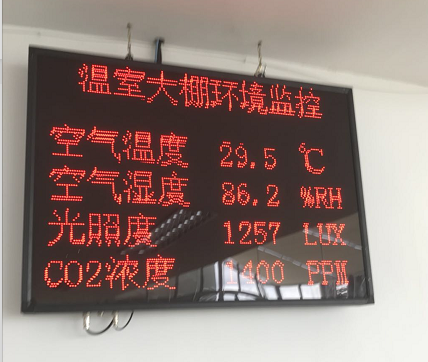 温室大棚环境监控
空气温度 29.5 ℃
空气湿度 86.2 %RH
光照度 1257 LUX
CO2浓度 1400 PPM